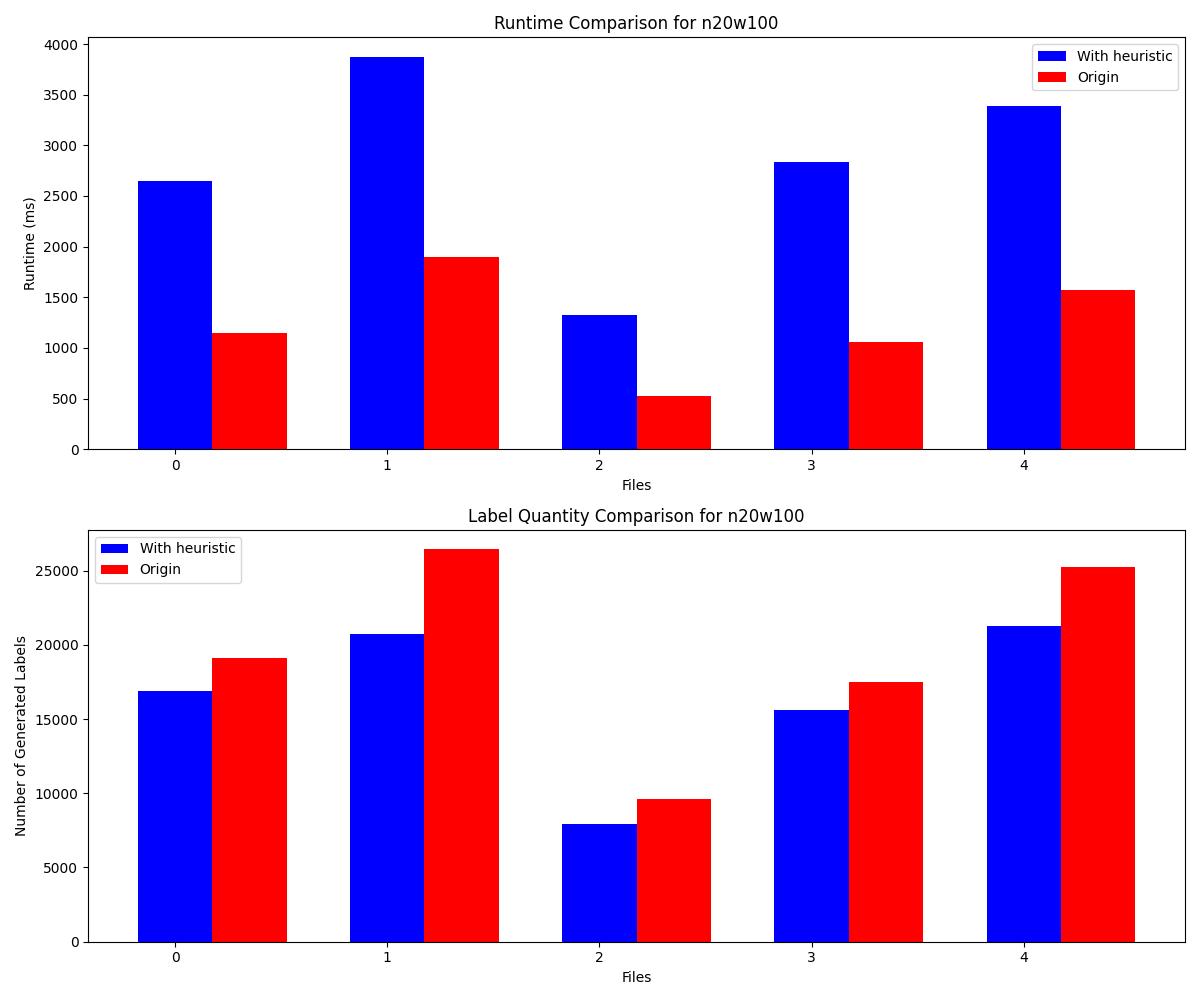 Runtime Comparison for n20w100
With heuristic
Origin
4000
3500
3000
2500
2000
1500
1000
500
0
Runtime (ms)
0 1 2 3 4
Files
Label Quantity Comparison for n20w100
With heuristic
Origin
25000
20000
15000
10000
5000
0
Number of Generated Labels
0 1 2 3 4
Files